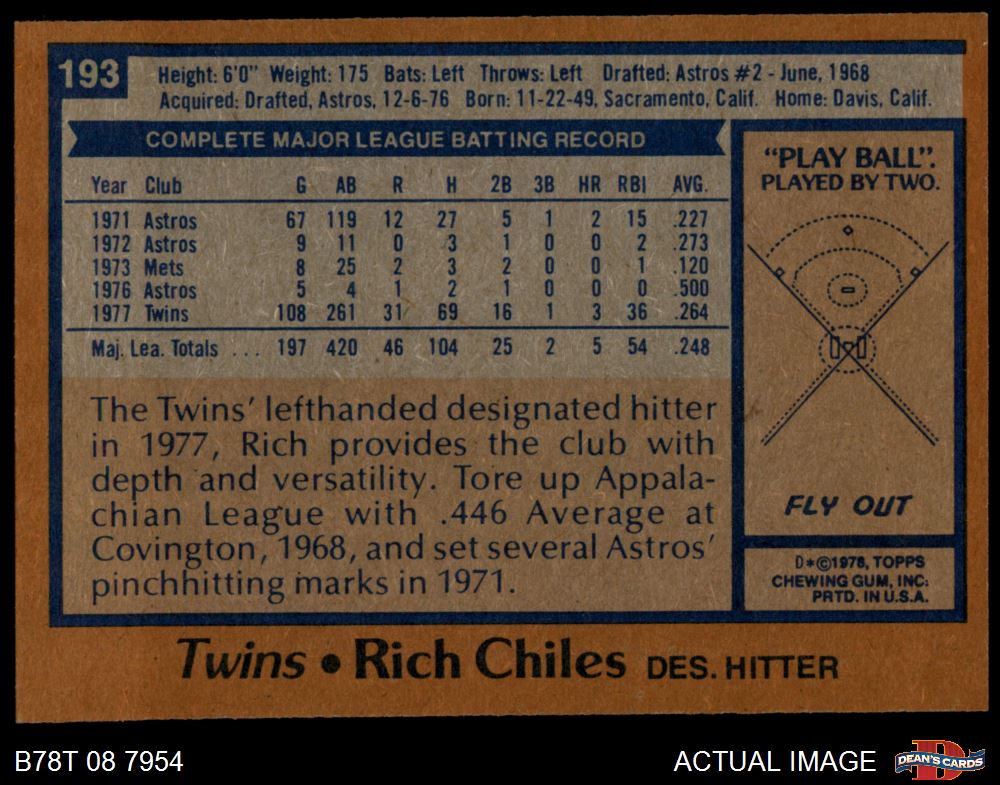 193
Height: 6'0" Weight: 175 Bats: Left Throws: Left Drafted: Astros #2 - June, 1968
Acquired: Drafted, Astros, 12-6-76 Born: 11-22-49, Sacramento, Calif. Home: Davis, Calif.
COMPLETE MAJOR LEAGUE BATTING RECORD
Year Club G AB R H 2B 3B HR RBI AVG.
1971 Astros 67 119 12 27 5 1 2 15 .227
1972 Astros 9 11 0 3 1 0 0 2 .273
1973 Mets 8 25 2 3 2 0 0 1 .120
1976 Astros 5 4 1 2 1 0 0 0 .500
1977 Twins 108 261 31 69 16 1 3 36 .264
Maj. Lea. Totals ... 197 420 46 104 25 2 5 54 .248
The Twins' lefthanded designated hitter
in 1977, Rich provides the club with
depth and versatility. Tore up Appala-
chian League with .446 Average at
Covington, 1968, and set several Astros'
pinchhitting marks in 1971.
"PLAY BALL".
PLAYED BY TWO.
FLY OUT
D*©1978, TOPPS
CHEWING GUM, INC:
PRTD. IN U.S.A.
Twins • Rich Chiles DES. HITTER
B78T 08 7954
ACTUAL IMAGE
D
DEAN'S CARDS